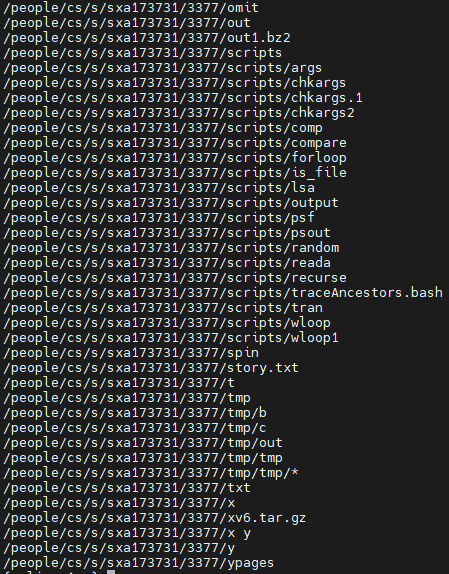 /people/cs/s/sxa173731/3377/omit
/people/cs/s/sxa173731/3377/out
/people/cs/s/sxa173731/3377/out1.bz2
/people/cs/s/sxa173731/3377/scripts
/people/cs/s/sxa173731/3377/scripts/args
/people/cs/s/sxa173731/3377/scripts/chkargs
/people/cs/s/sxa173731/3377/scripts/chkargs.1
/people/cs/s/sxa173731/3377/scripts/chkargs2
/people/cs/s/sxa173731/3377/scripts/comp
/people/cs/s/sxa173731/3377/scripts/compare
/people/cs/s/sxa173731/3377/scripts/forloop
/people/cs/s/sxa173731/3377/scripts/is_file
/people/cs/s/sxa173731/3377/scripts/lsa
/people/cs/s/sxa173731/3377/scripts/output
/people/cs/s/sxa173731/3377/scripts/psf
/people/cs/s/sxa173731/3377/scripts/psout
/people/cs/s/sxa173731/3377/scripts/random
/people/cs/s/sxa173731/3377/scripts/reada
/people/cs/s/sxa173731/3377/scripts/recurse
/people/cs/s/sxa173731/3377/scripts/traceAncestors.bash
/people/cs/s/sxa173731/3377/scripts/tran
/people/cs/s/sxa173731/3377/scripts/wloop
/people/cs/s/sxa173731/3377/scripts/wloop1
/people/cs/s/sxa173731/3377/spin
/people/cs/s/sxa173731/3377/story.txt
/people/cs/s/sxa173731/3377/t
/people/cs/s/sxa173731/3377/tmp
/people/cs/s/sxa173731/3377/tmp/b
/people/cs/s/sxa173731/3377/tmp/c
/people/cs/s/sxa173731/3377/tmp/out
/people/cs/s/sxa173731/3377/tmp/tmp
/people/cs/s/sxa173731/3377/tmp/tmp/*
/people/cs/s/sxa173731/3377/txt
/people/cs/s/sxa173731/3377/x
/people/cs/s/sxa173731/3377/xv6.tar.gz
/people/cs/s/sxa173731/3377/x y
/people/cs/s/sxa173731/3377/y
/people/cs/s/sxa173731/3377/ypages